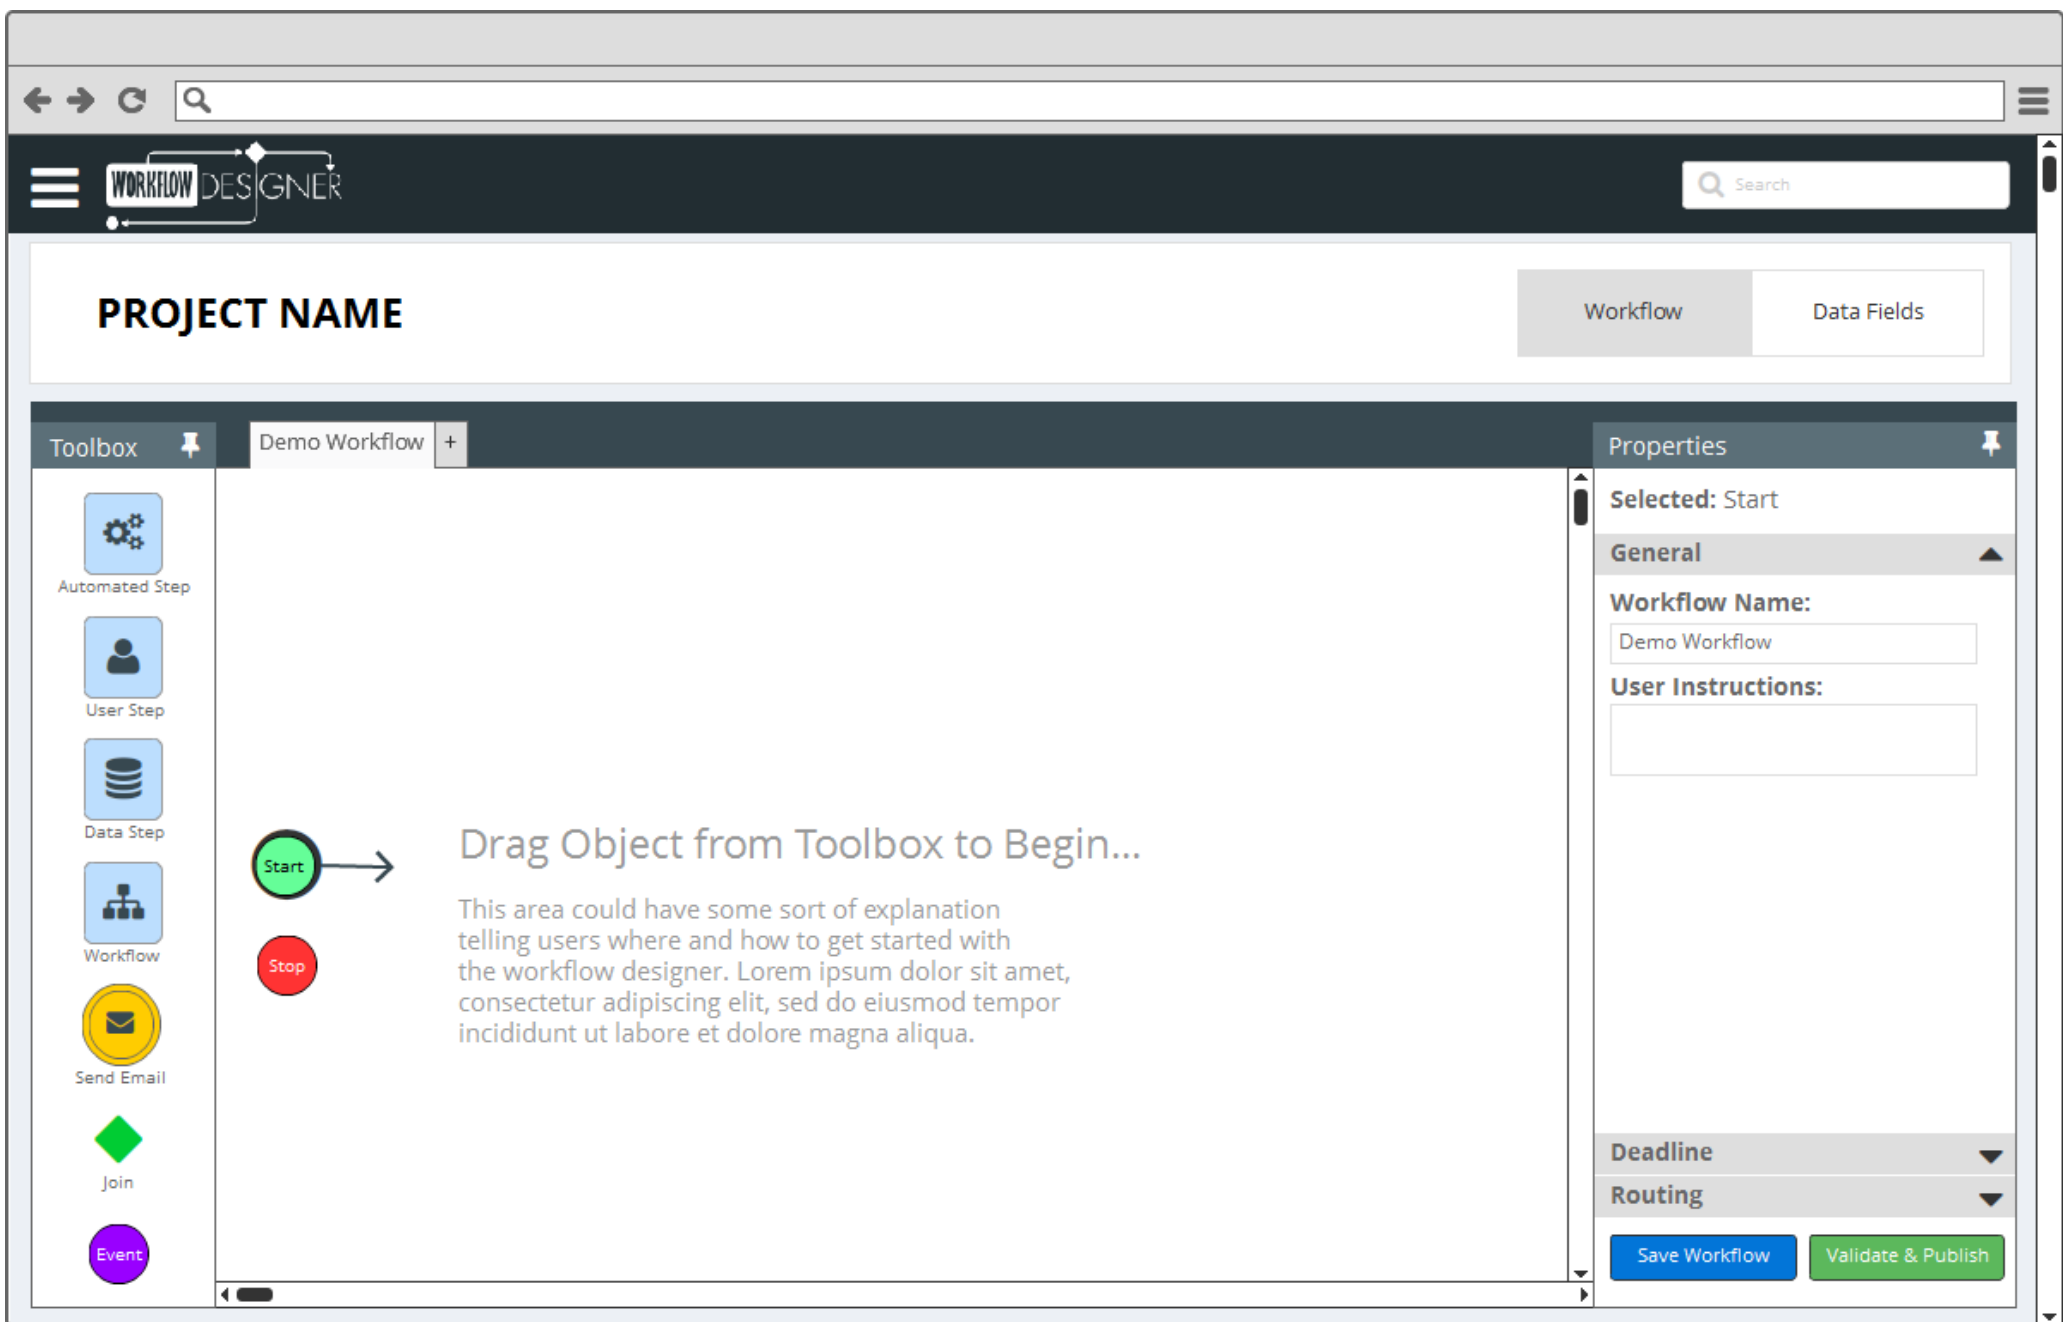 WORKFLOW DESIGNER
Search
PROJECT NAME
Workflow
Data Fields
Toolbox
Demo Workflow
+
Properties
Automated Step
User Step
Data Step
Workflow
Send Email
Join
Event
Start
Stop
Drag Object from Toolbox to Begin...
This area could have some sort of explanation
telling users where and how to get started with
the workflow designer. Lorem ipsum dolor sit amet,
consectetur adipiscing elit, sed do eiusmod tempor
incididunt ut labore et dolore magna aliqua.
Selected: Start
General
Workflow Name:
Demo Workflow
User Instructions:
Deadline
Routing
Save Workflow
Validate & Publish